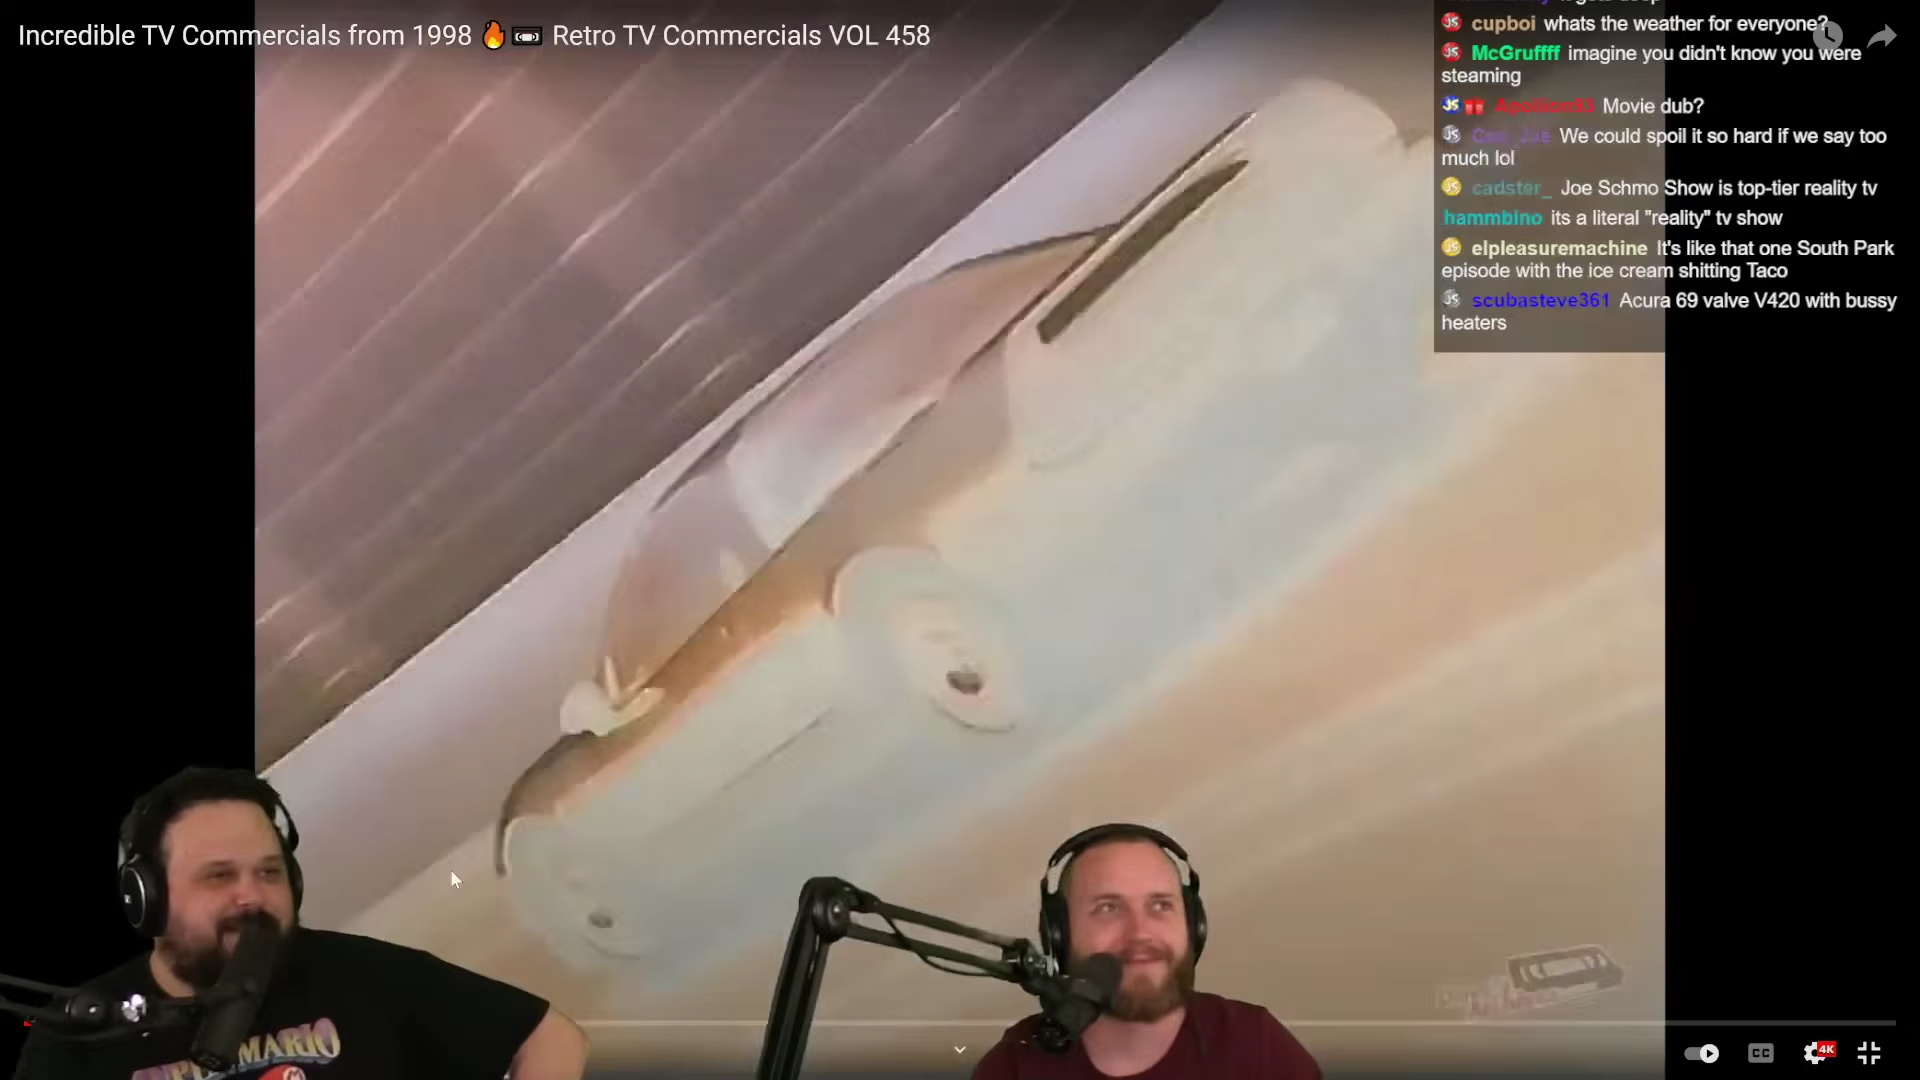 Incredible TV Commercials from 1998 🔥📼 Retro TV Commercials VOL 458
cupboi whats the weather for everyone?
McGruffff imagine you didn't know you were
steaming
Apollion93 Movie dub?
We could spoil it so hard if we say too
much lol
cadster_ Joe Schmo Show is top-tier reality tv
hammbino its a literal "reality" tv show
elpleasuremachine It's like that one South Park
episode with the ice cream shitting Taco
scubasteve361 Acura 69 valve V420 with bussy
heaters
MARIO
CC
4K